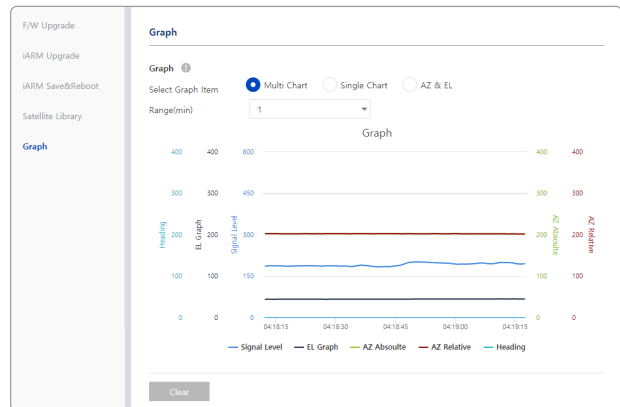 F/W Upgrade
iARM Upgrade
iARM Save&Reboot
Satellite Library
Graph
Graph
Graph !
Select Graph Item Multi Chart Single Chart AZ & EL
Range(min) 1
Graph
400 400 600 400 400
300 300 450 300 300
Heading EL Graph Signal Level AZ Absoulte AZ Relative
200 200 300 200 200
100 100 150 100 100
0 0 0 0 0
04:18:15 04:18:30 04:18:45 04:19:00 04:19:15
Signal Level EL Graph AZ Absoulte AZ Relative Heading
Clear